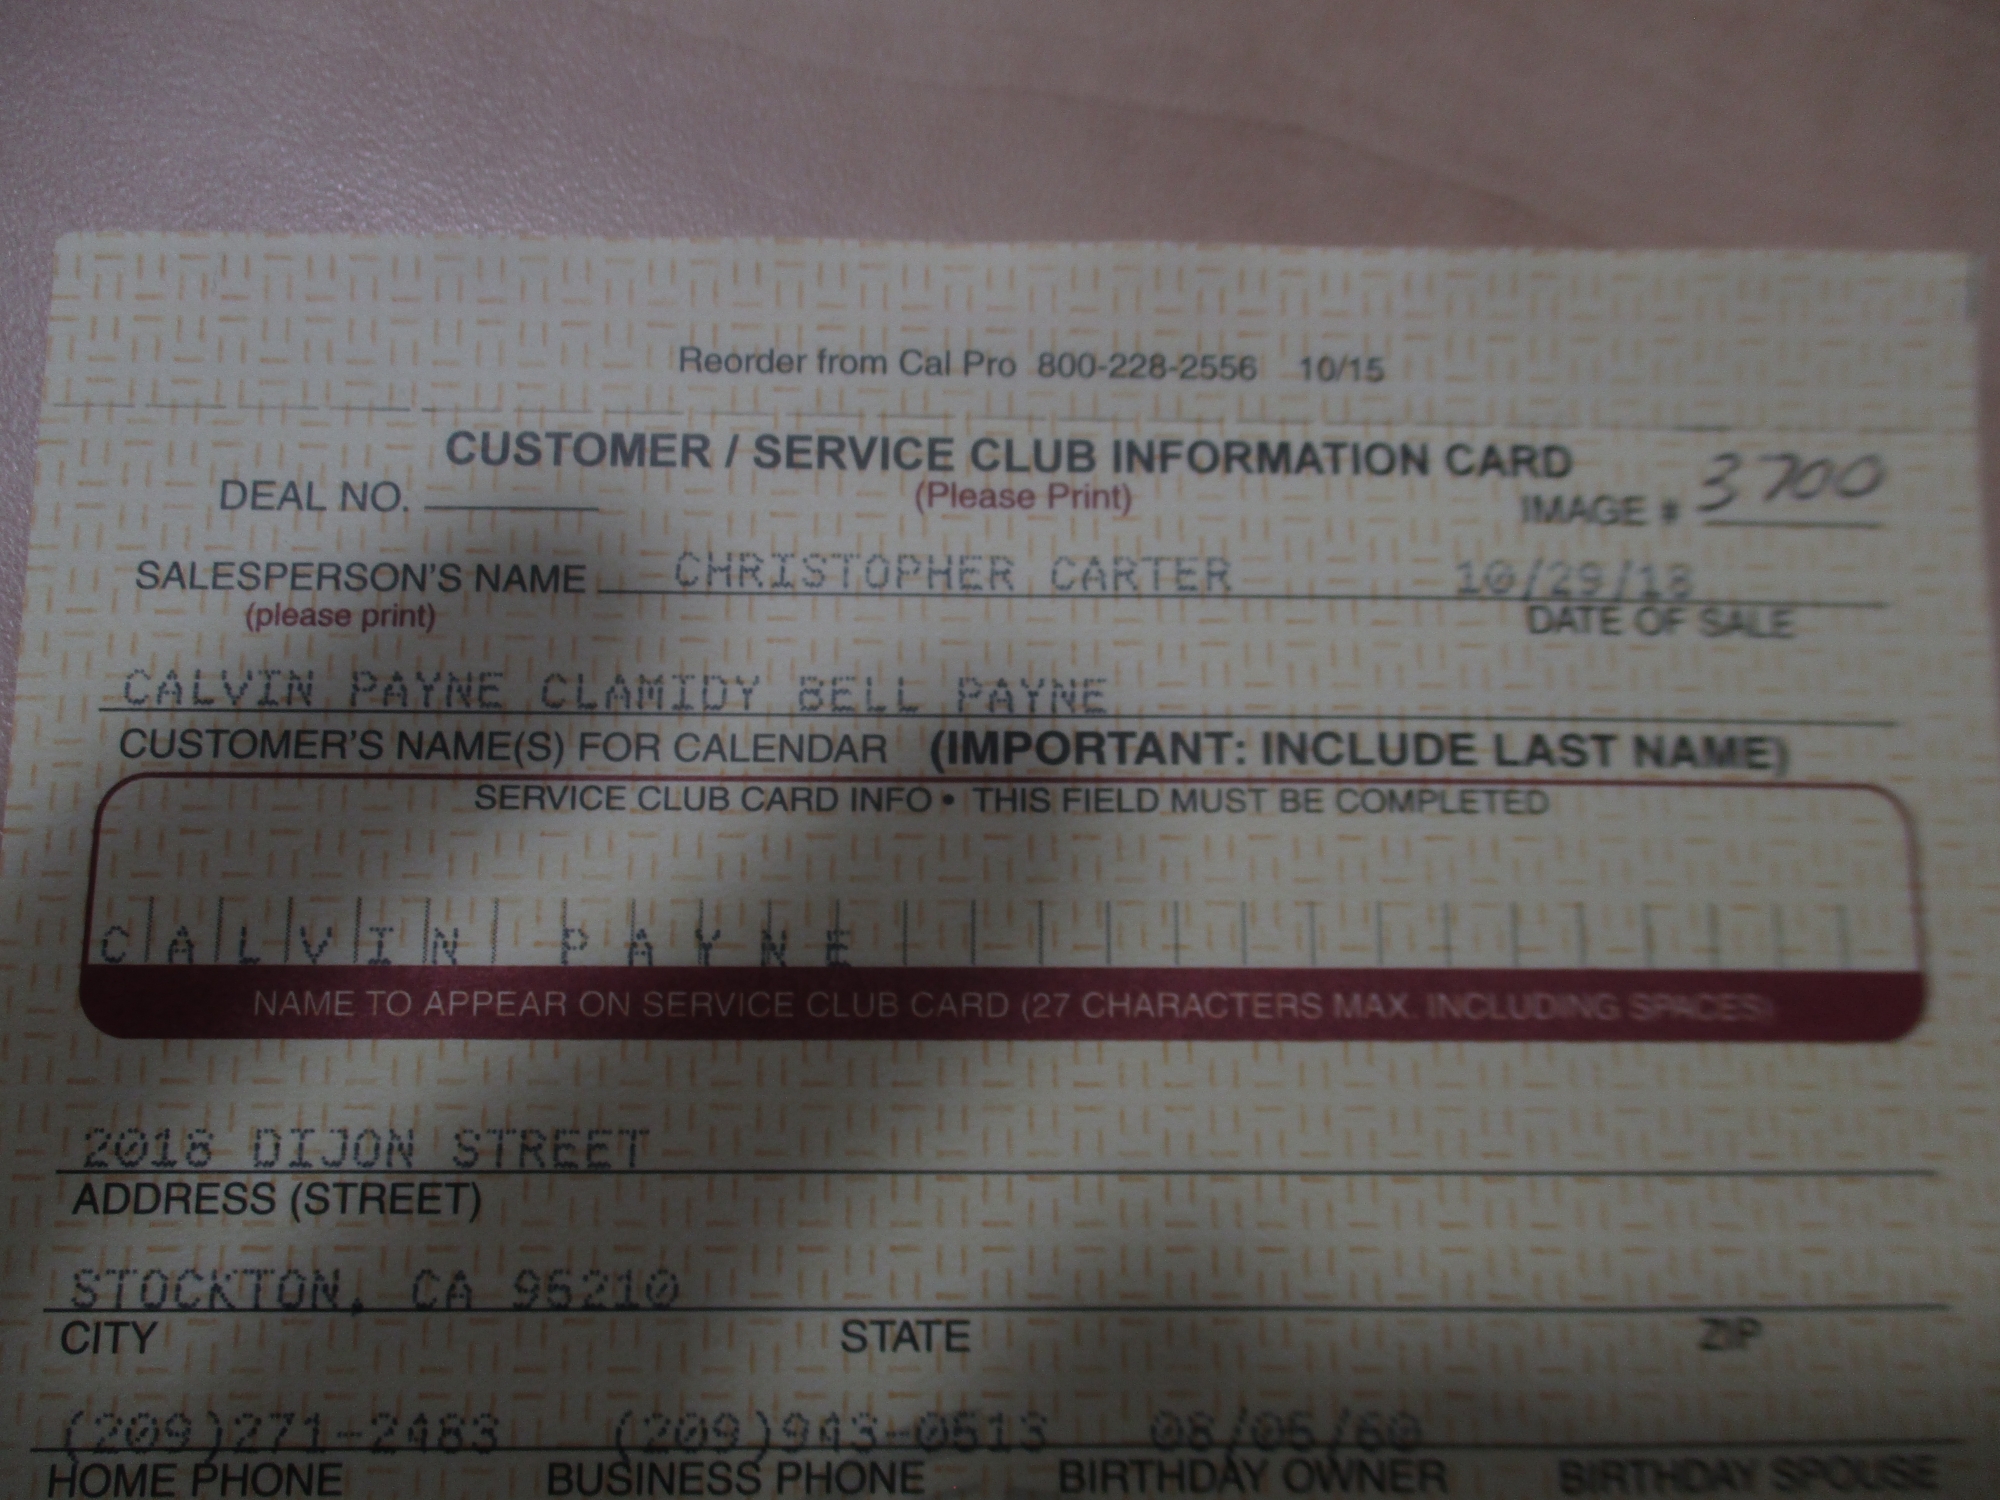 Reorder from Cal Pro 800-228-2556 10/15
CUSTOMER / SERVICE CLUB INFORMATION CARD
DEAL NO. (Please Print) IMAGE # 3700
SALESPERSON'S NAME CHRISTOPHER CARTER 10/29/18
(please print) DATE OF SALE
CALVIN PAYNE CLAMIDY BELL PAYNE
CUSTOMER'S NAME(S) FOR CALENDAR (IMPORTANT: INCLUDE LAST NAME)
SERVICE CLUB CARD INFO • THIS FIELD MUST BE COMPLETED
CALVIN PAYNE
NAME TO APPEAR ON SERVICE CLUB CARD (27 CHARACTERS MAX. INCLUDING SPACES)
2018 DIJON STREET
ADDRESS (STREET)
STOCKTON, CA 95210
CITY STATE ZIP
(209)271-2483 (209)943-0513 08/05/60
HOME PHONE BUSINESS PHONE BIRTHDAY OWNER BIRTHDAY SPOUSE